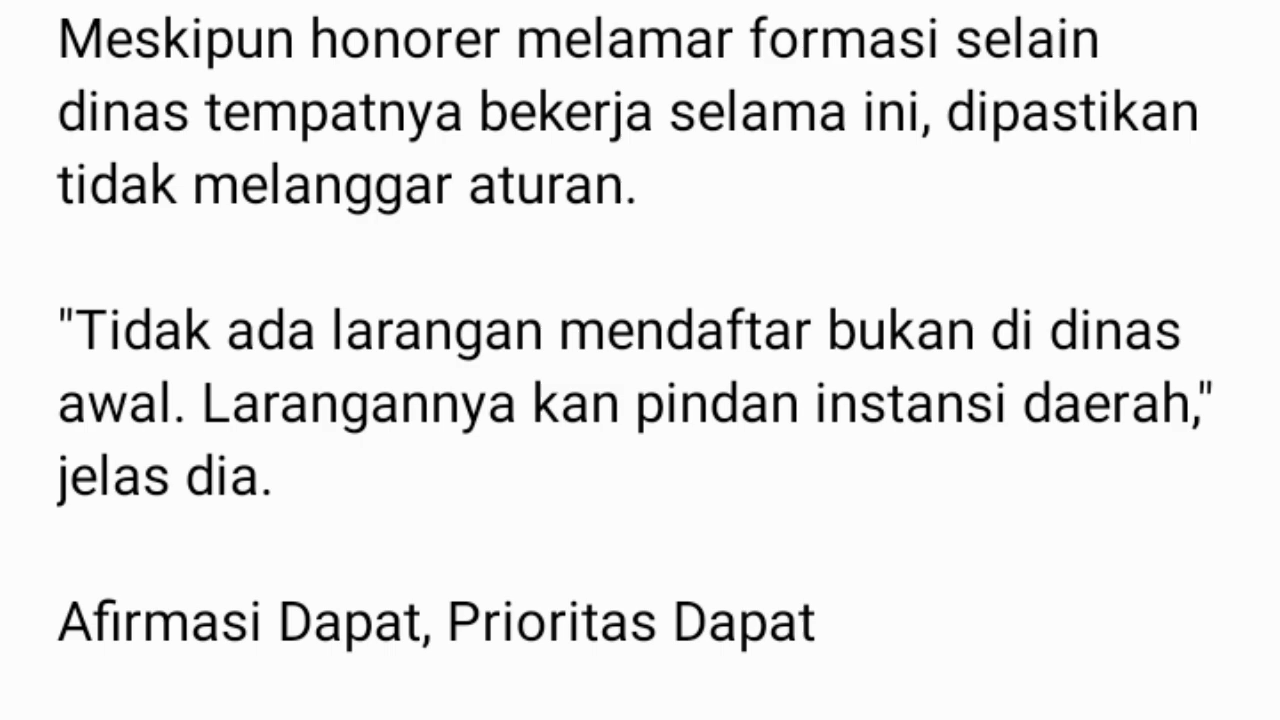 Meskipun honorer melamar formasi selain
dinas tempatnya bekerja selama ini, dipastikan
tidak melanggar aturan.
"Tidak ada larangan mendaftar bukan di dinas
awal. Larangannya kan pindan instansi daerah,"
jelas dia.
Afirmasi Dapat, Prioritas Dapat